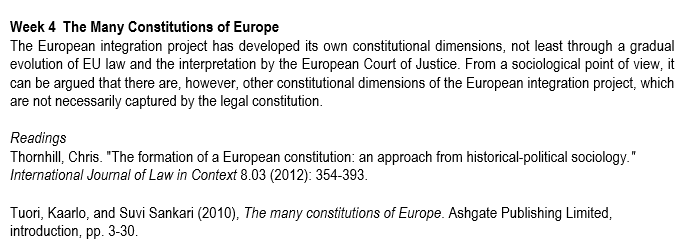 Week 4  The Many Constitutions of Europe
The European integration project has developed its own constitutional dimensions, not least through a gradual
evolution of EU law and the interpretation by the European Court of Justice. From a sociological point of view, it
can be argued that there are, however, other constitutional dimensions of the European integration project, which
are not necessarily captured by the legal constitution.
Readings
Thornhill, Chris. "The formation of a European constitution: an approach from historical-political sociology."
International Journal of Law in Context 8.03 (2012): 354-393.
Tuori, Kaarlo, and Suvi Sankari (2010), The many constitutions of Europe. Ashgate Publishing Limited,
introduction, pp. 3-30.